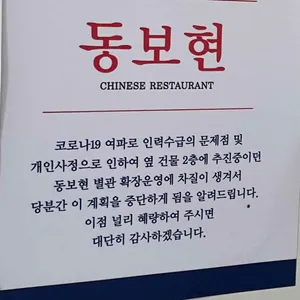 동보현
CHINESE RESTAURANT
코로나19 여파로 인력수급의 문제점 및
개인사정으로 인하여 옆 건물 2층에 추진중이던
동보현 별관 확장운영에 차질이 생겨서
당분간 이 계획을 중단하게 됨을 알려드립니다.
이점 널리 혜량하여 주시면
대단히 감사하겠습니다.